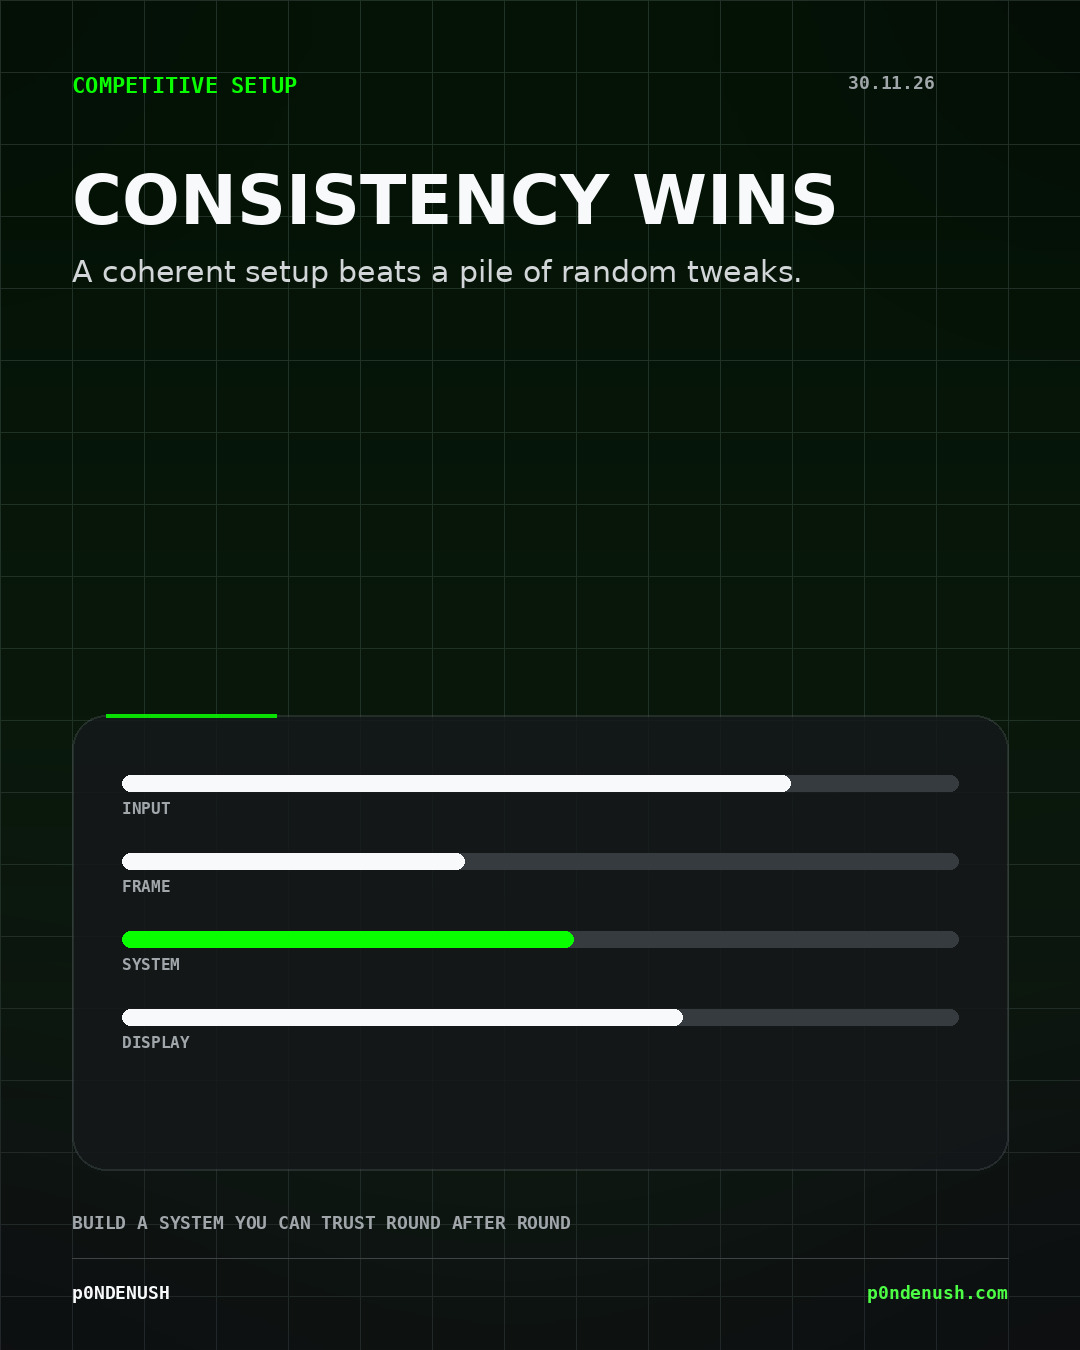 COMPETITIVE SETUP
30.11.26
CONSISTENCY WINS
A coherent setup beats a pile of random tweaks.
INPUT
FRAME
SYSTEM
DISPLAY
BUILD A SYSTEM YOU CAN TRUST ROUND AFTER ROUND
p0NDENUSH
p0ndenush.com